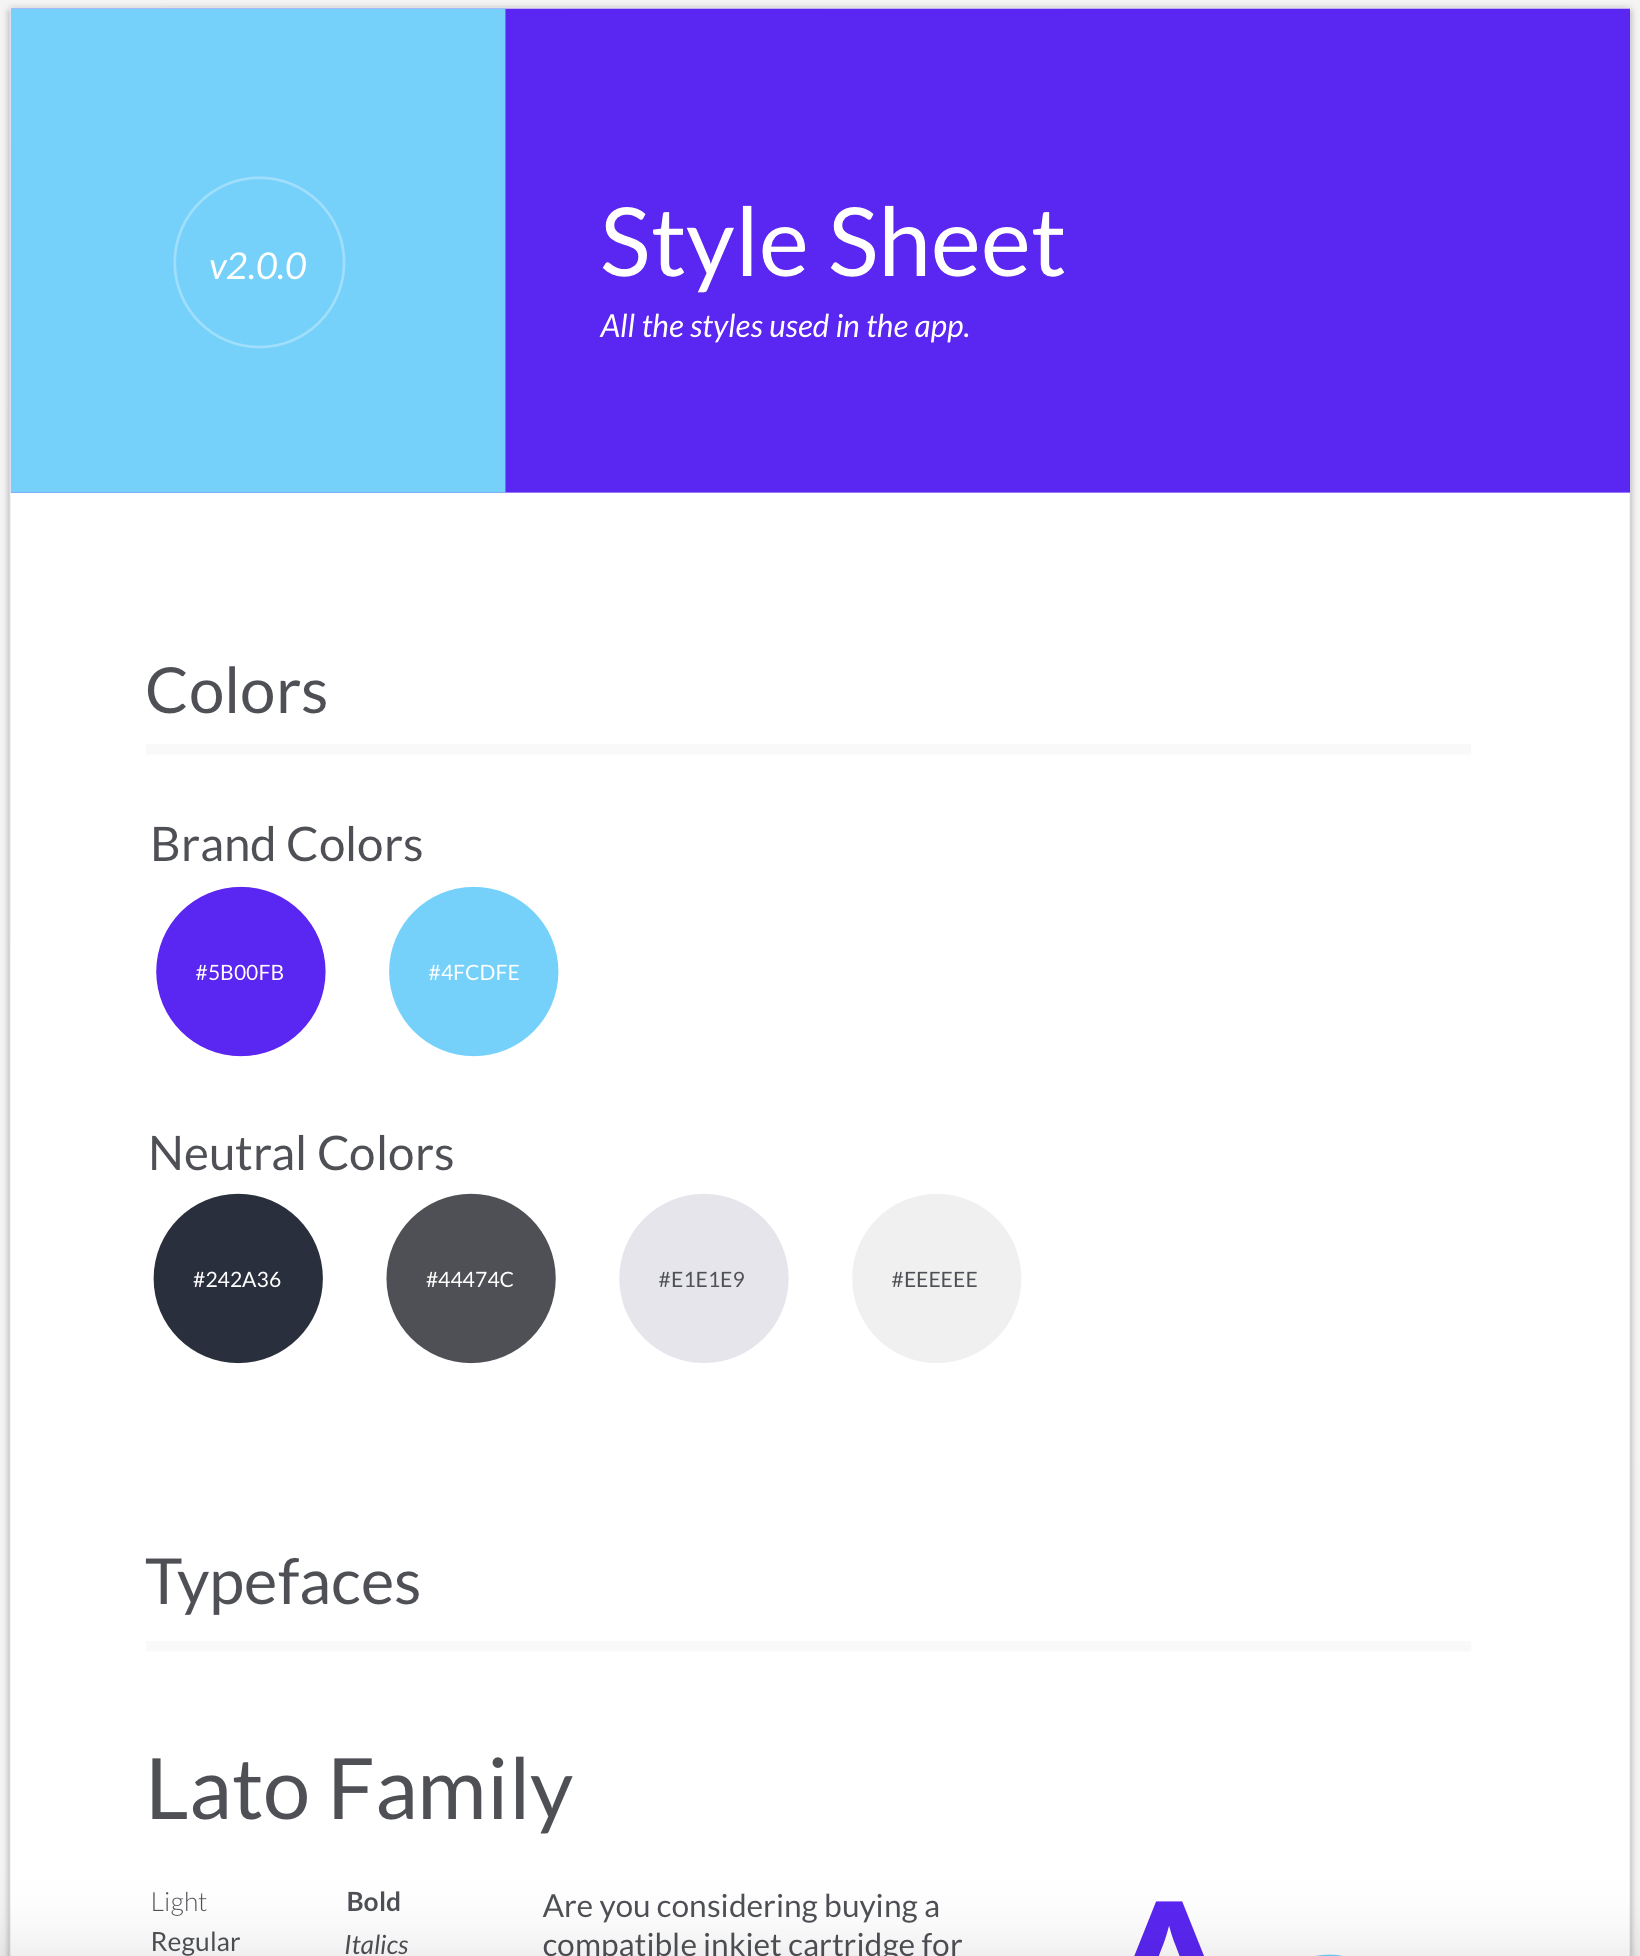 v2.0.0
Style Sheet
All the styles used in the app.
Colors
Brand Colors
#5B00FB #4FCDFE
Neutral Colors
#242A36 #44474C #E1E1E9 #EEEEEE
Typefaces
Lato Family
Light
Regular
Bold
Italics
Are you considering buying a
compatible inkjet cartridge for
A